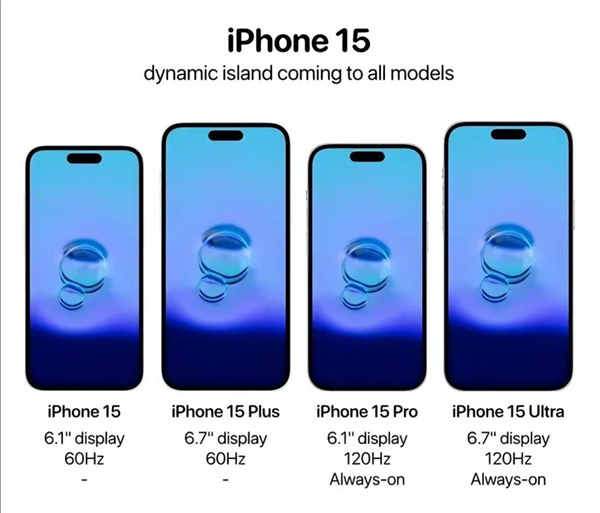 iPhone 15
dynamic island coming to all models
iPhone 15
6.1" display
60Hz
-
iPhone 15 Plus
6.7" display
60Hz
-
iPhone 15 Pro
6.1" display
120Hz
Always-on
iPhone 15 Ultra
6.7" display
120Hz
Always-on